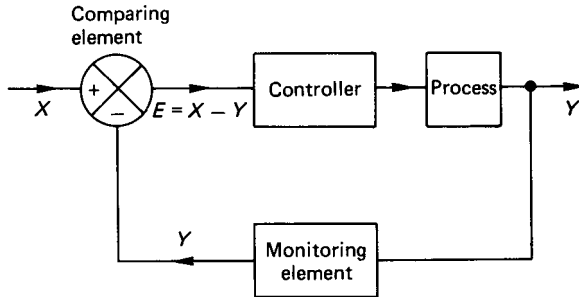 Comparing
element
+
−
X
E = X − Y
Controller
Process
Y
Y
Monitoring
element